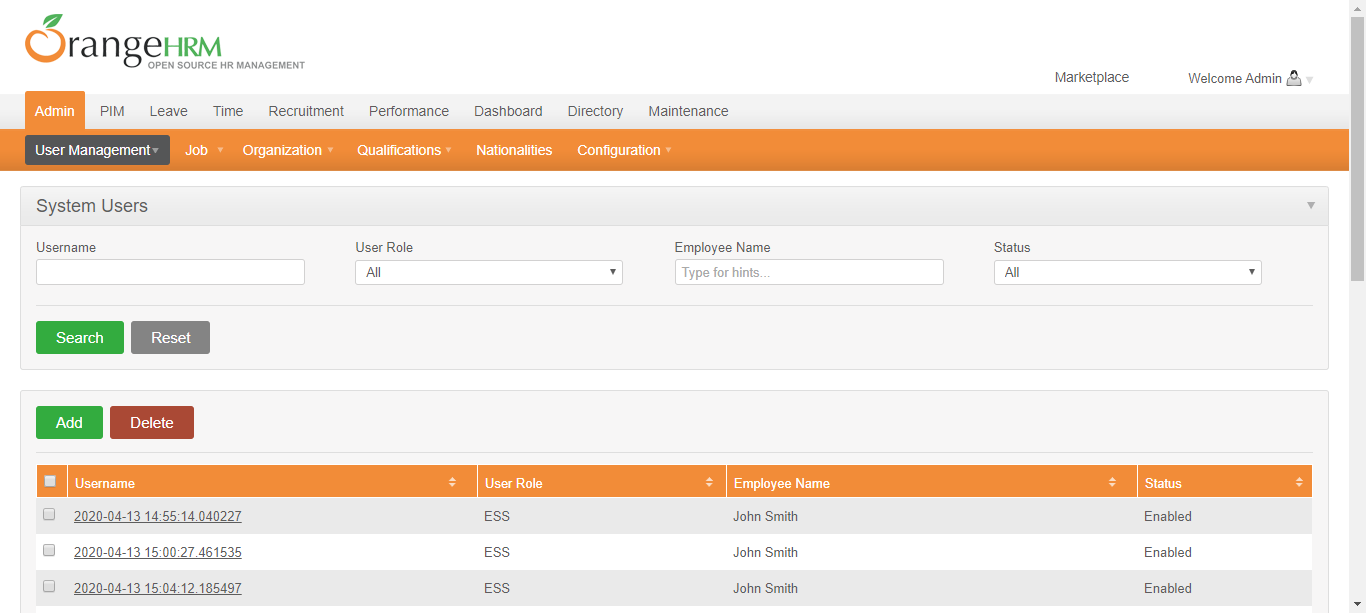 OrangeHRM
OPEN SOURCE HR MANAGEMENT
Marketplace Welcome Admin
Admin PIM Leave Time Recruitment Performance Dashboard Directory Maintenance
User Management Job Organization Qualifications Nationalities Configuration
System Users
Username User Role Employee Name Status
All Type for hints... All
Search Reset
Add Delete
Username User Role Employee Name Status
2020-04-13 14:55:14.040227 ESS John Smith Enabled
2020-04-13 15:00:27.461535 ESS John Smith Enabled
2020-04-13 15:04:12.185497 ESS John Smith Enabled